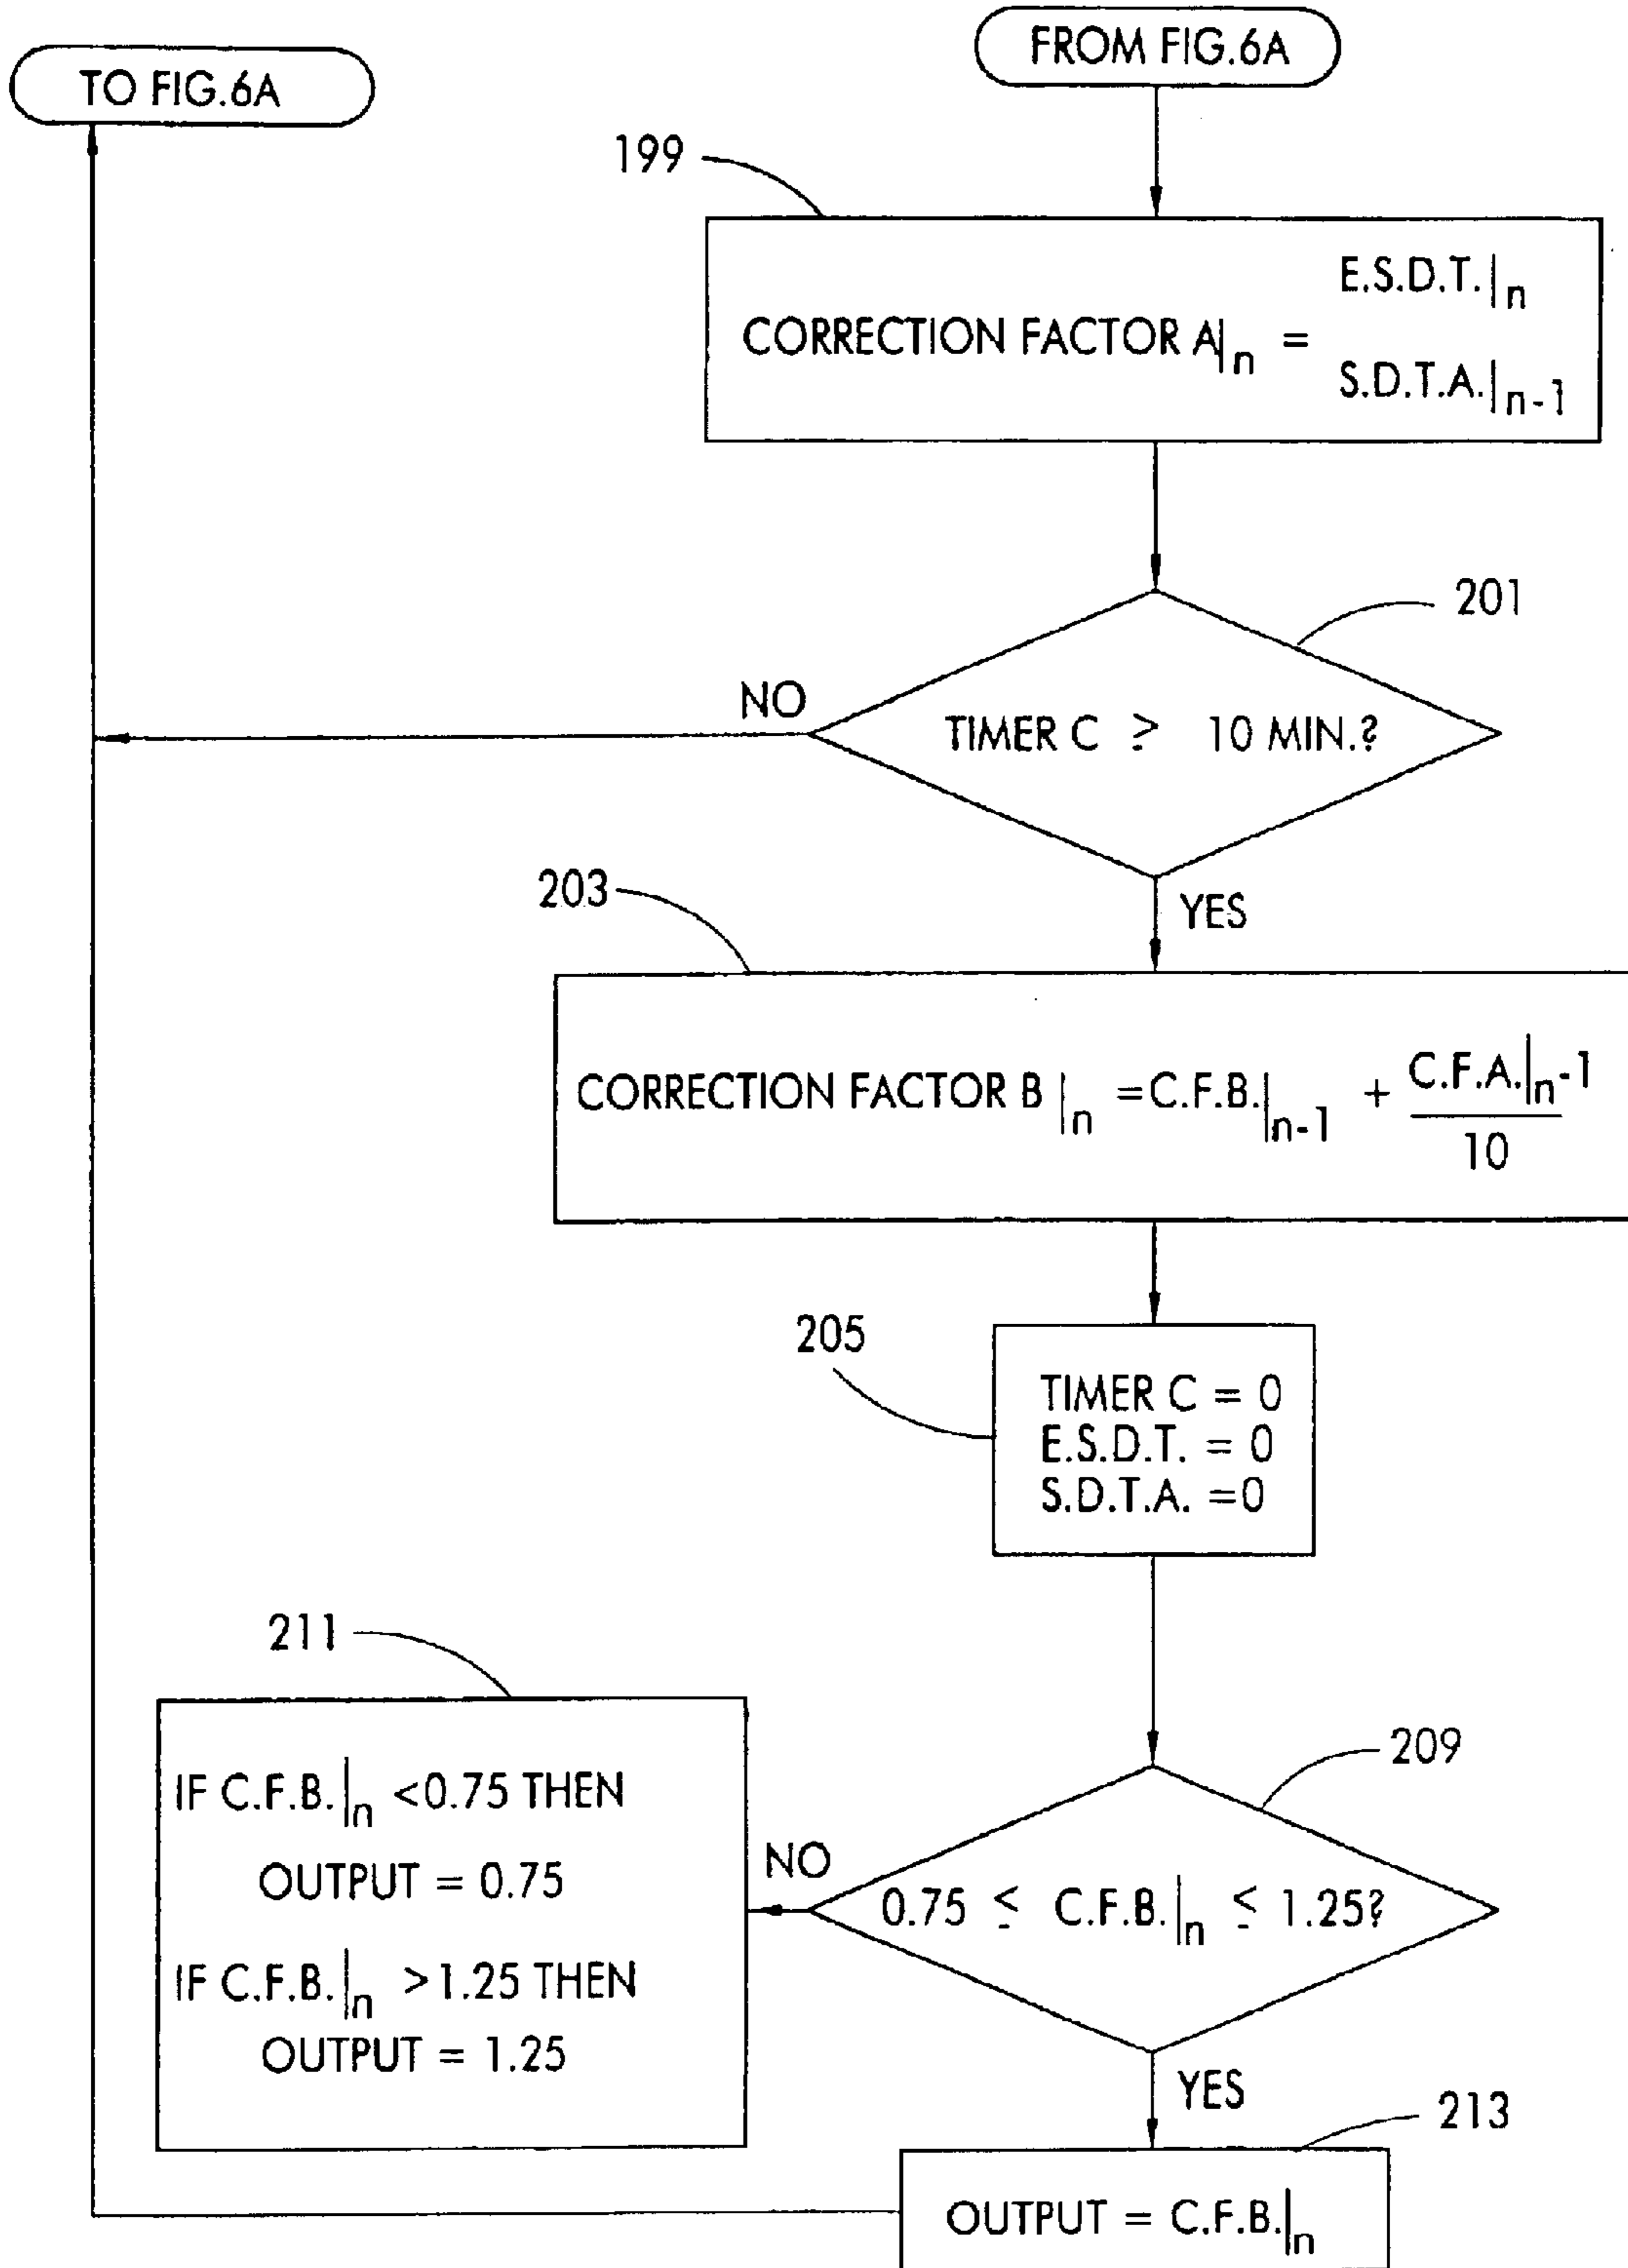 FROM FIG.6A
TO FIG.6A
199
CORRECTION FACTOR A|n = E.S.D.T.|n
S.D.T.A.|n-1
201
NO
TIMER C ≥ 10 MIN.?
YES
203
CORRECTION FACTOR B |n =C.F.B.|n-1 + C.F.A.|n-1
10
205
TIMER C = 0
E.S.D.T. = 0
S.D.T.A. =0
211
209
IF C.F.B.|n <0.75 THEN
OUTPUT = 0.75
IF C.F.B.|n >1.25 THEN
OUTPUT = 1.25
NO
0.75 ≤ C.F.B.|n ≤ 1.25?
YES
213
OUTPUT = C.F.B.|n